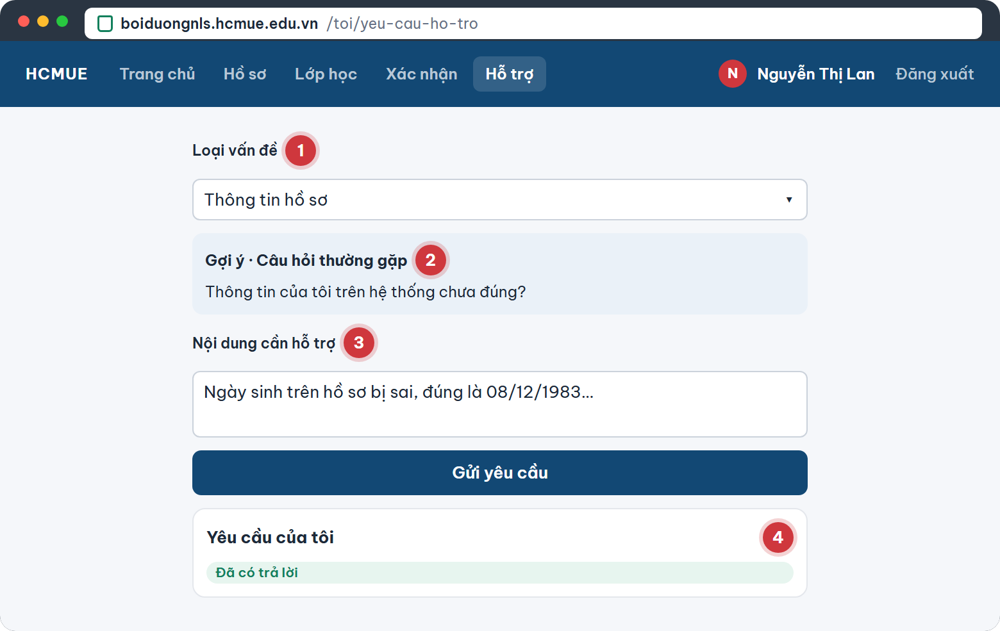 boiduongnls.hcmue.edu.vn /toi/yeu-cau-ho-tro
HCMUE Trang chủ Hồ sơ Lớp học Xác nhận Hỗ trợ N Nguyễn Thị Lan Đăng xuất
Loại vấn đề 1
Thông tin hồ sơ
Gợi ý · Câu hỏi thường gặp 2
Thông tin của tôi trên hệ thống chưa đúng?
Nội dung cần hỗ trợ 3
Ngày sinh trên hồ sơ bị sai, đúng là 08/12/1983...
Gửi yêu cầu
Yêu cầu của tôi 4
Đã có trả lời